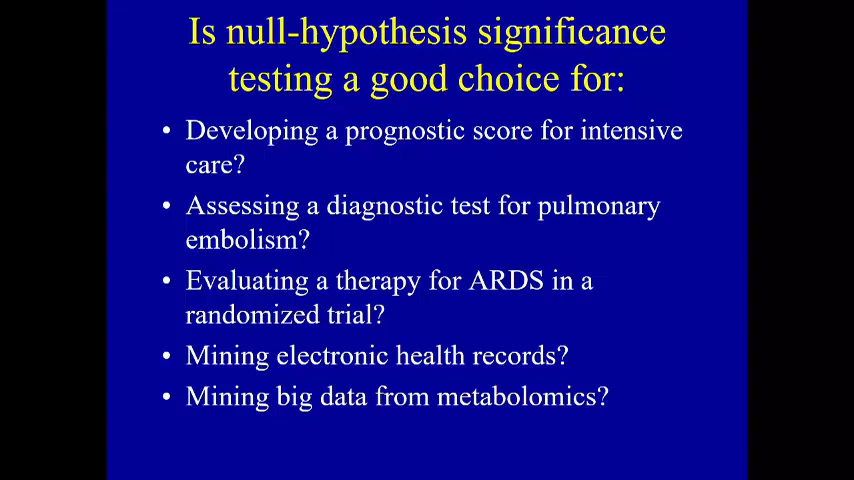 Is null-hypothesis significance
testing a good choice for:
• Developing a prognostic score for intensive
care?
• Assessing a diagnostic test for pulmonary
embolism?
• Evaluating a therapy for ARDS in a
randomized trial?
• Mining electronic health records?
• Mining big data from metabolomics?